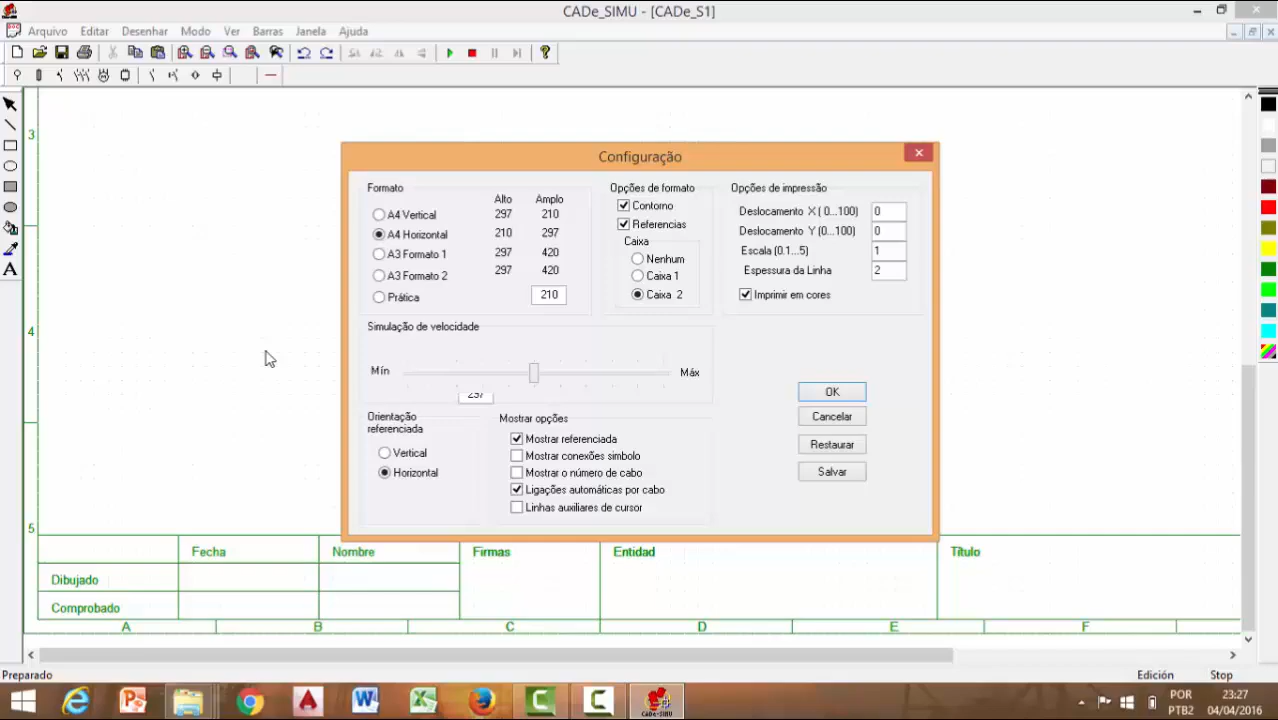 CADe_SIMU - [CADe_S1]
Arquivo Editar Desenhar Modo Ver Barras Janela Ajuda
3
4
5
Configuração
Formato
Alto Amplo
A4 Vertical 297 210
A4 Horizontal 210 297
A3 Formato 1 297 420
A3 Formato 2 297 420
Prática 210
Opções de formato
Contorno
Referencias
Caixa
Nenhum
Caixa 1
Caixa 2
Opções de impressão
Deslocamento X ( 0...100) 0
Deslocamento Y (0...100) 0
Escala (0.1...5) 1
Espessura da Linha 2
Imprimir em cores
Simulação de velocidade
Mín Máx
297
Orientação
referenciada
Vertical
Horizontal
Mostrar opções
Mostrar referenciada
Mostrar conexões simbolo
Mostrar o número de cabo
Ligações automáticas por cabo
Linhas auxiliares de cursor
OK
Cancelar
Restaurar
Salvar
Fecha Nombre Firmas Entidad Título
Dibujado
Comprobado
A B C D E F
Preparado Edición Stop
CADe-SIMU
POR 23:27
PTB2 04/04/2016